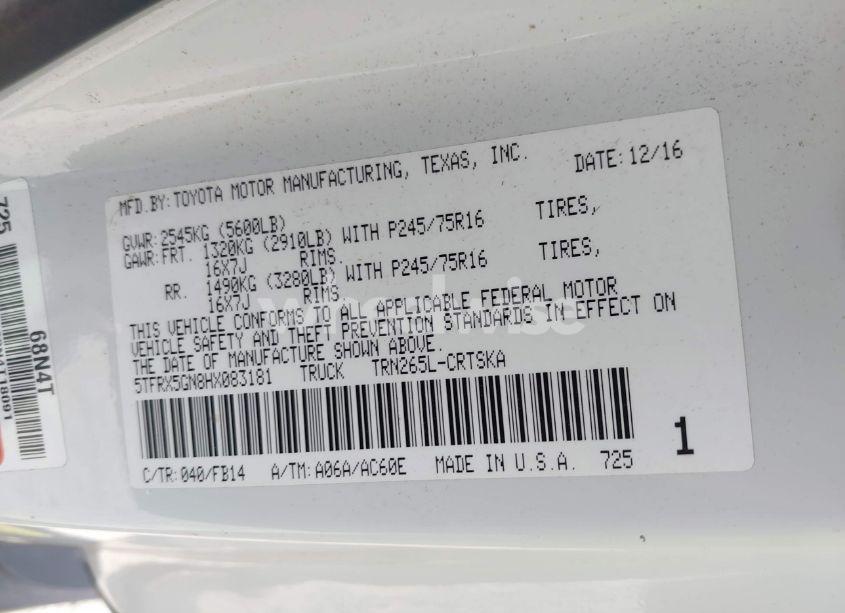 MFD.BY:TOYOTA MOTOR MANUFACTURING, TEXAS, INC. DATE:12/16
GVWR:2545KG (5600LB)
GAWR:FRT. 1320KG (2910LB) WITH P245/75R16 TIRES,
16X7J RIMS.
RR. 1490KG (3280LB) WITH P245/75R16 TIRES,
16X7J RIMS
THIS VEHICLE CONFORMS TO ALL APPLICABLE FEDERAL MOTOR
VEHICLE SAFETY AND THEFT PREVENTION STANDARDS IN EFFECT ON
THE DATE OF MANUFACTURE SHOWN ABOVE.
5TFRX5GN8HX083181 TRUCK TRN265L-CRTSKA
C/TR:040/FB14 A/TM:A06A/AC60E MADE IN U.S.A. 725
1
725
68N4T